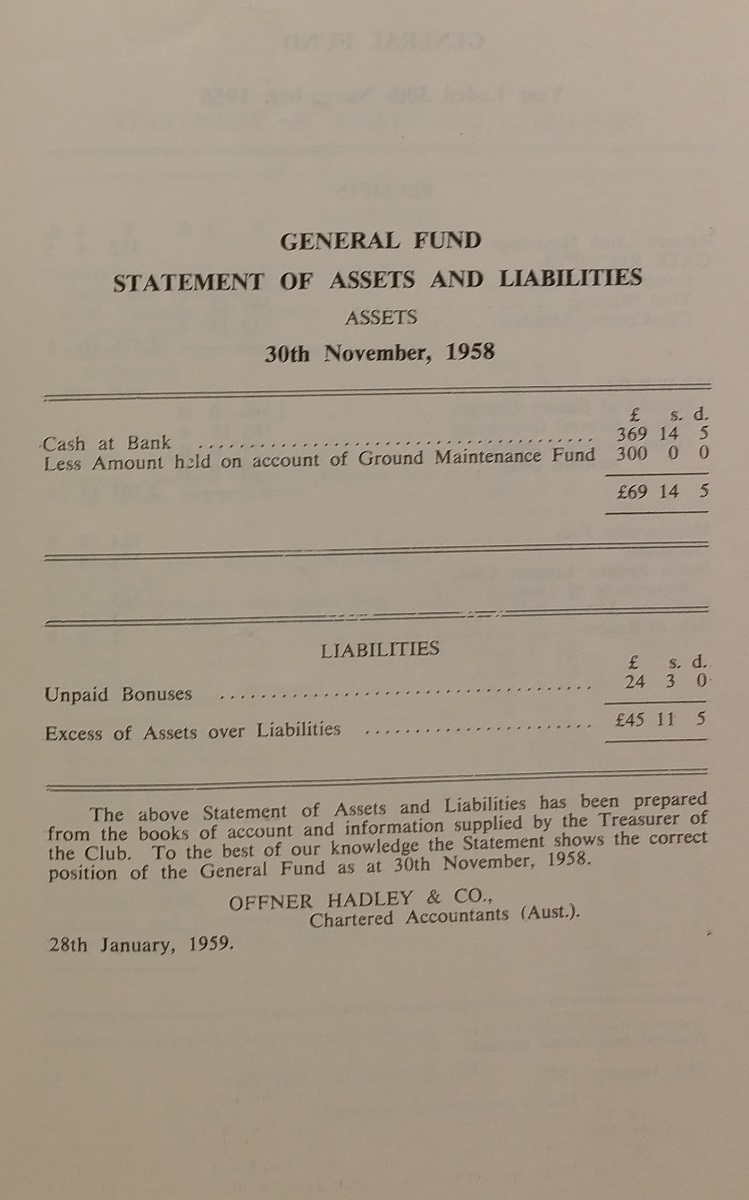 GENERAL FUND
STATEMENT OF ASSETS AND LIABILITIES
ASSETS
30th November, 1958
£ s. d.
Cash at Bank ........................................ 369 14 5
Less Amount held on account of Ground Maintenance Fund 300 0 0
£69 14 5
LIABILITIES
£ s. d.
Unpaid Bonuses ...................................... 24 3 0
Excess of Assets over Liabilities ....................... £45 11 5
The above Statement of Assets and Liabilities has been prepared
from the books of account and information supplied by the Treasurer of
the Club. To the best of our knowledge the Statement shows the correct
position of the General Fund as at 30th November, 1958.
OFFNER HADLEY & CO.,
Chartered Accountants (Aust.).
28th January, 1959.